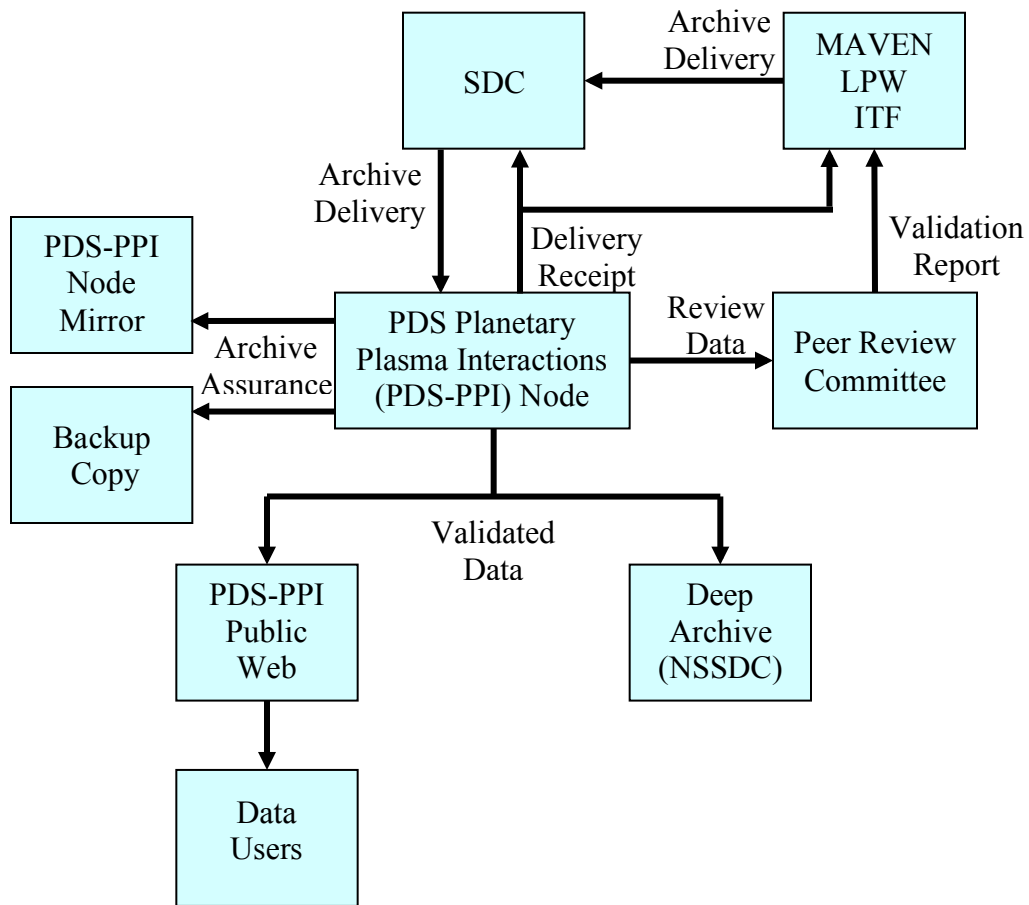 SDC
Archive
Delivery
MAVEN
LPW
ITF
Archive
Delivery
Delivery
Receipt
Validation
Report
PDS-PPI
Node
Mirror
Archive
Assurance
PDS Planetary
Plasma Interactions
(PDS-PPI) Node
Review
Data
Peer Review
Committee
Backup
Copy
Validated
Data
PDS-PPI
Public
Web
Deep
Archive
(NSSDC)
Data
Users